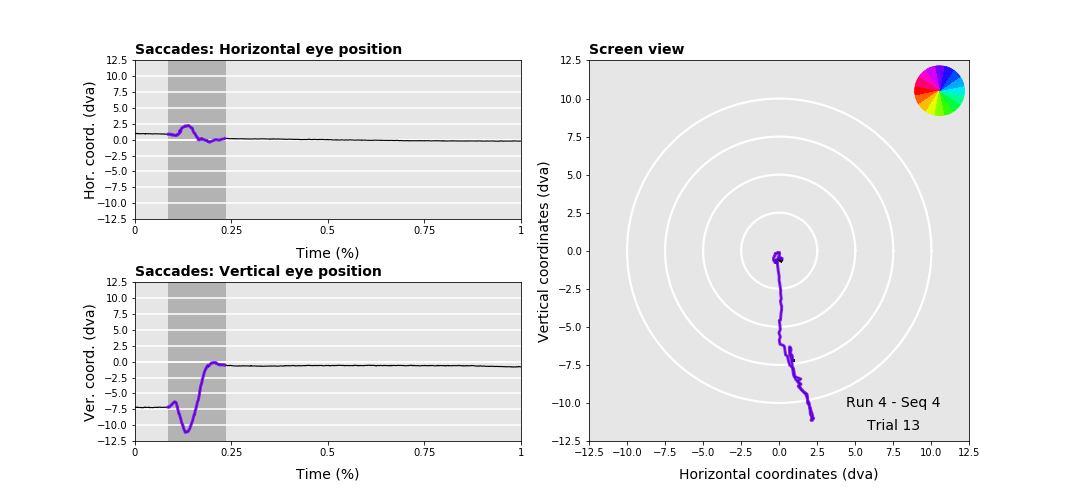 Saccades: Horizontal eye position
Hor. coord. (dva)
12.5
10.0
7.5
5.0
2.5
0.0
−2.5
−5.0
−7.5
−10.0
−12.5
0 0.25 0.5 0.75 1
Time (%)
Saccades: Vertical eye position
Ver. coord. (dva)
12.5
10.0
7.5
5.0
2.5
0.0
−2.5
−5.0
−7.5
−10.0
−12.5
0 0.25 0.5 0.75 1
Time (%)
Screen view
Vertical coordinates (dva)
12.5
10.0
7.5
5.0
2.5
0.0
−2.5
−5.0
−7.5
−10.0
−12.5
Run 4 - Seq 4
Trial 13
−12.5 −10.0 −7.5 −5.0 −2.5 0.0 2.5 5.0 7.5 10.0 12.5
Horizontal coordinates (dva)